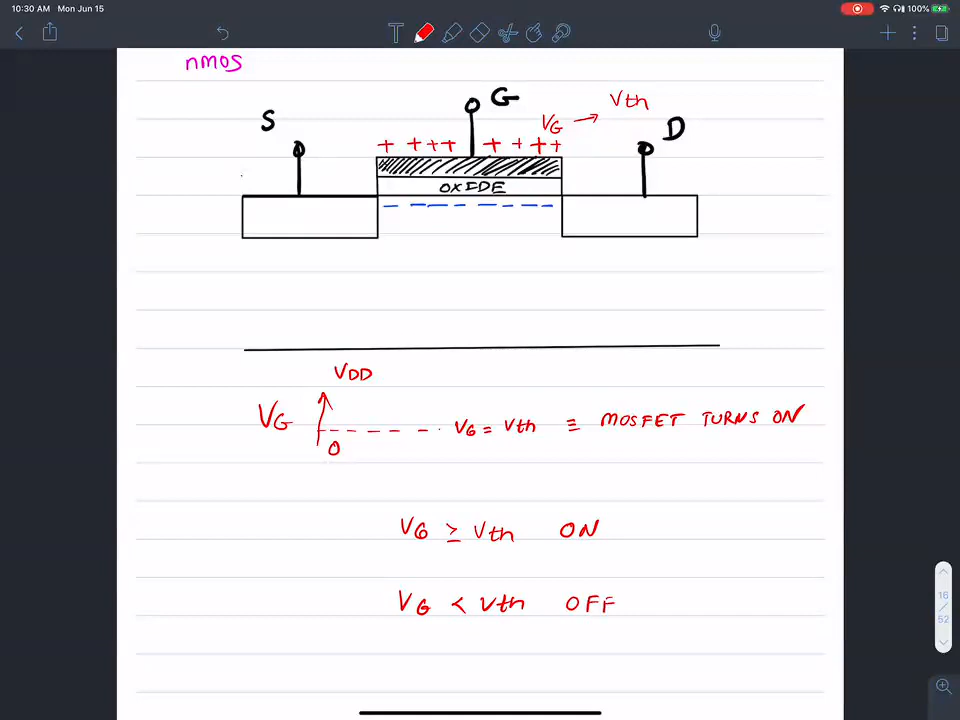 10:30 AM Mon Jun 15
100%
nmos
S
G
VG → Vth
D
+ + + + + + + + +
OXIDE
VDD
VG
VG = Vth ≡ MOSFET TURNS ON
0
VG ≥ Vth ON
VG < Vth OFF
16
/
52